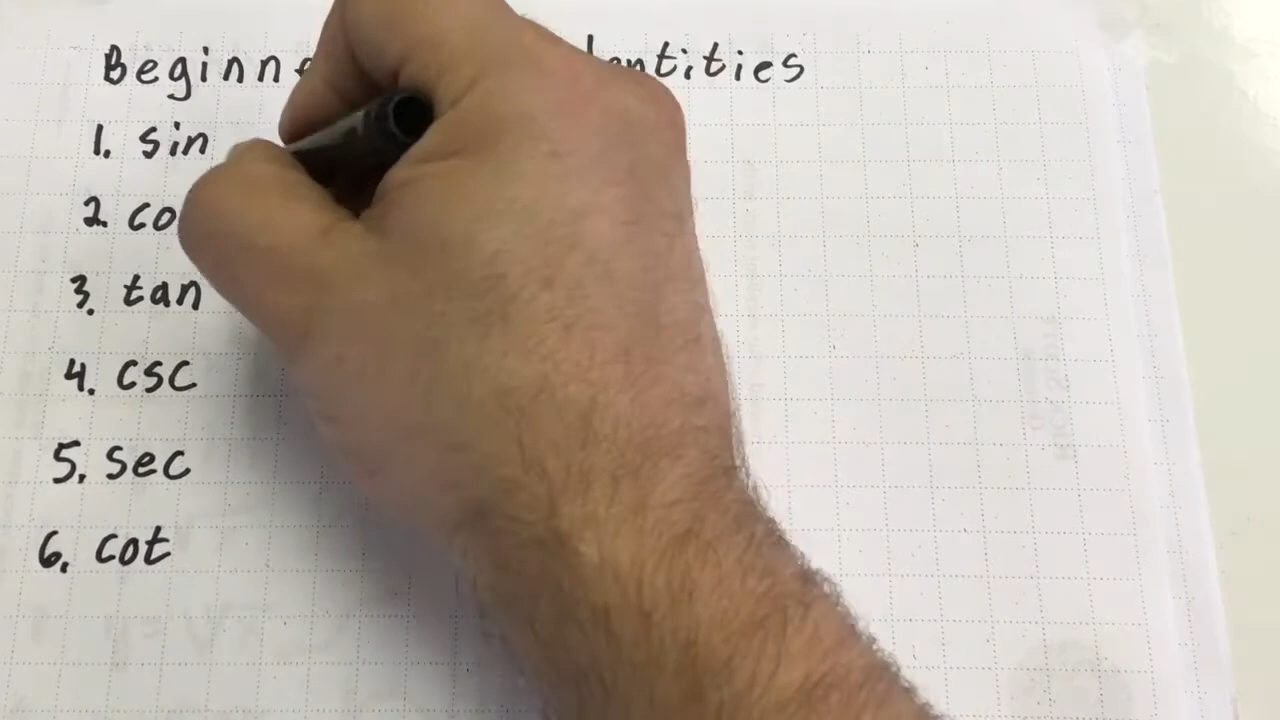 Beginn entities
1. sin
2. co
3. tan
4. csc
5. sec
6. cot